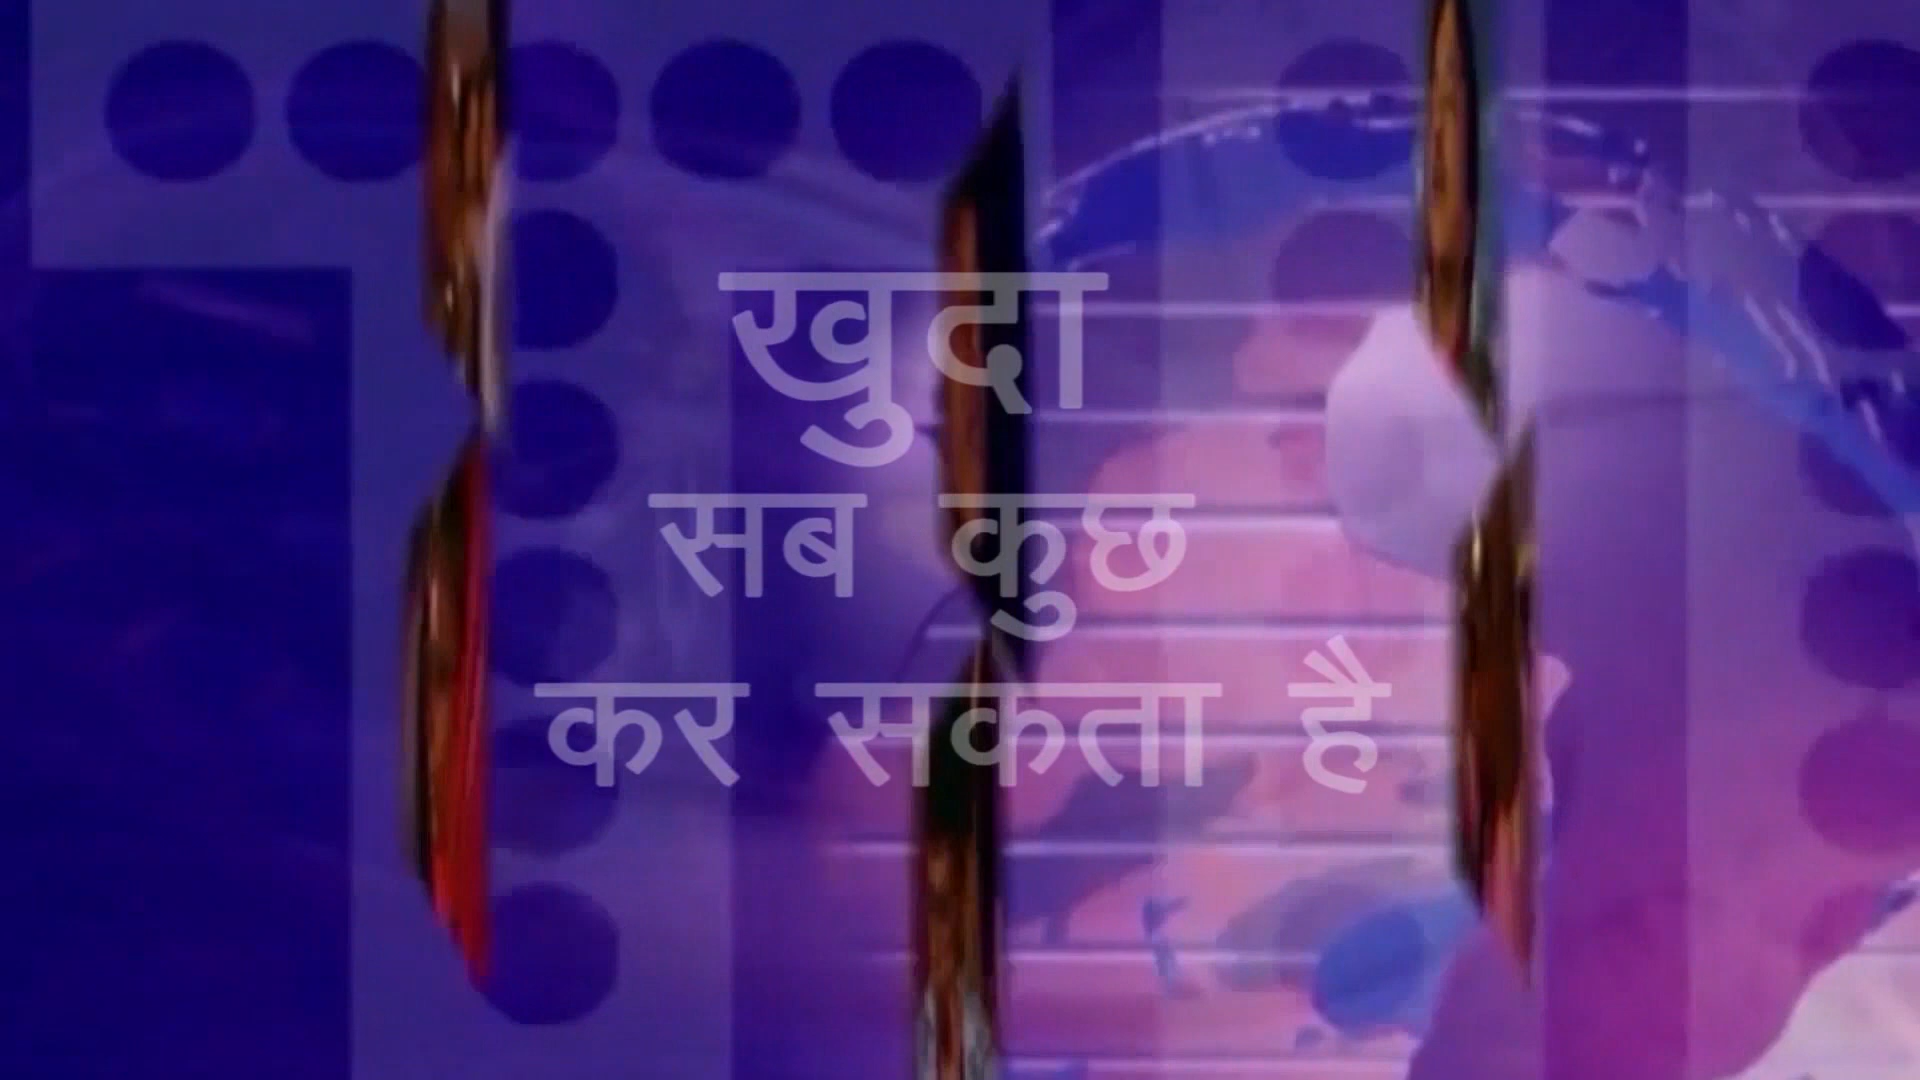 खुदा
सब कुछ
कर सकता है